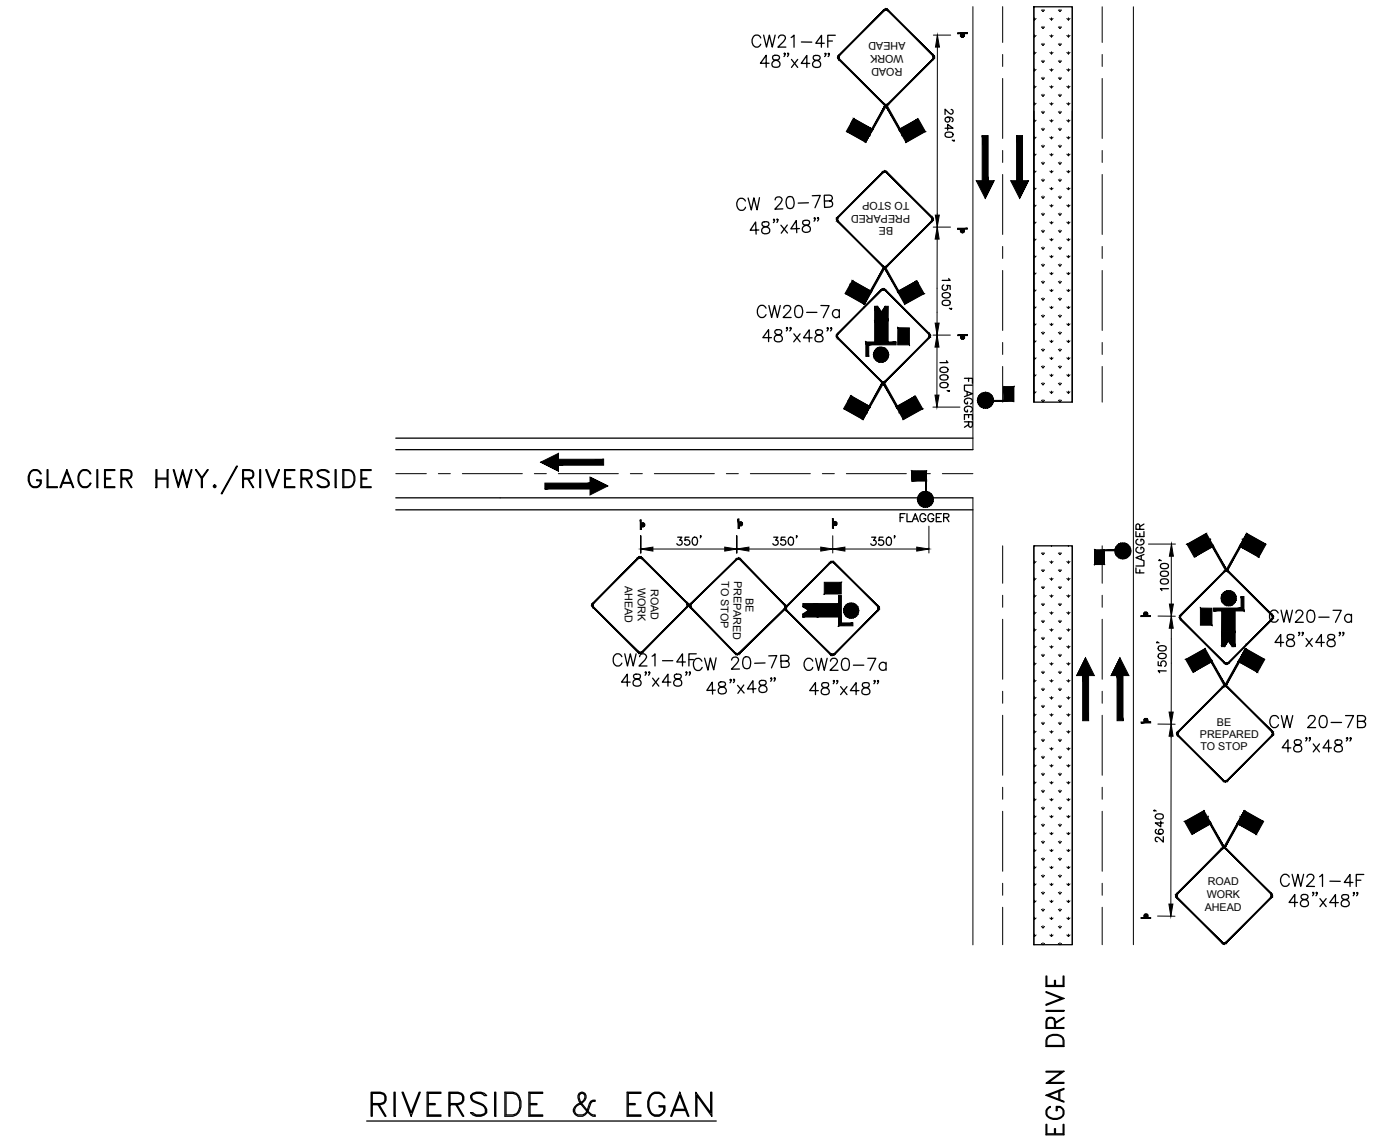 CW21-4F
48"x48"
ROAD
WORK
AHEAD
2640'
CW 20-7B
48"x48"
BE
PREPARED
TO STOP
1500'
CW20-7a
48"x48"
1000'
FLAGGER
GLACIER HWY./RIVERSIDE
FLAGGER
350'
350'
350'
ROAD
WORK
AHEAD
BE
PREPARED
TO STOP
CW21-4F
48"x48"
CW 20-7B
48"x48"
CW20-7a
48"x48"
FLAGGER
1000'
CW20-7a
48"x48"
1500'
BE
PREPARED
TO STOP
CW 20-7B
48"x48"
2640'
ROAD
WORK
AHEAD
CW21-4F
48"x48"
EGAN DRIVE
RIVERSIDE & EGAN